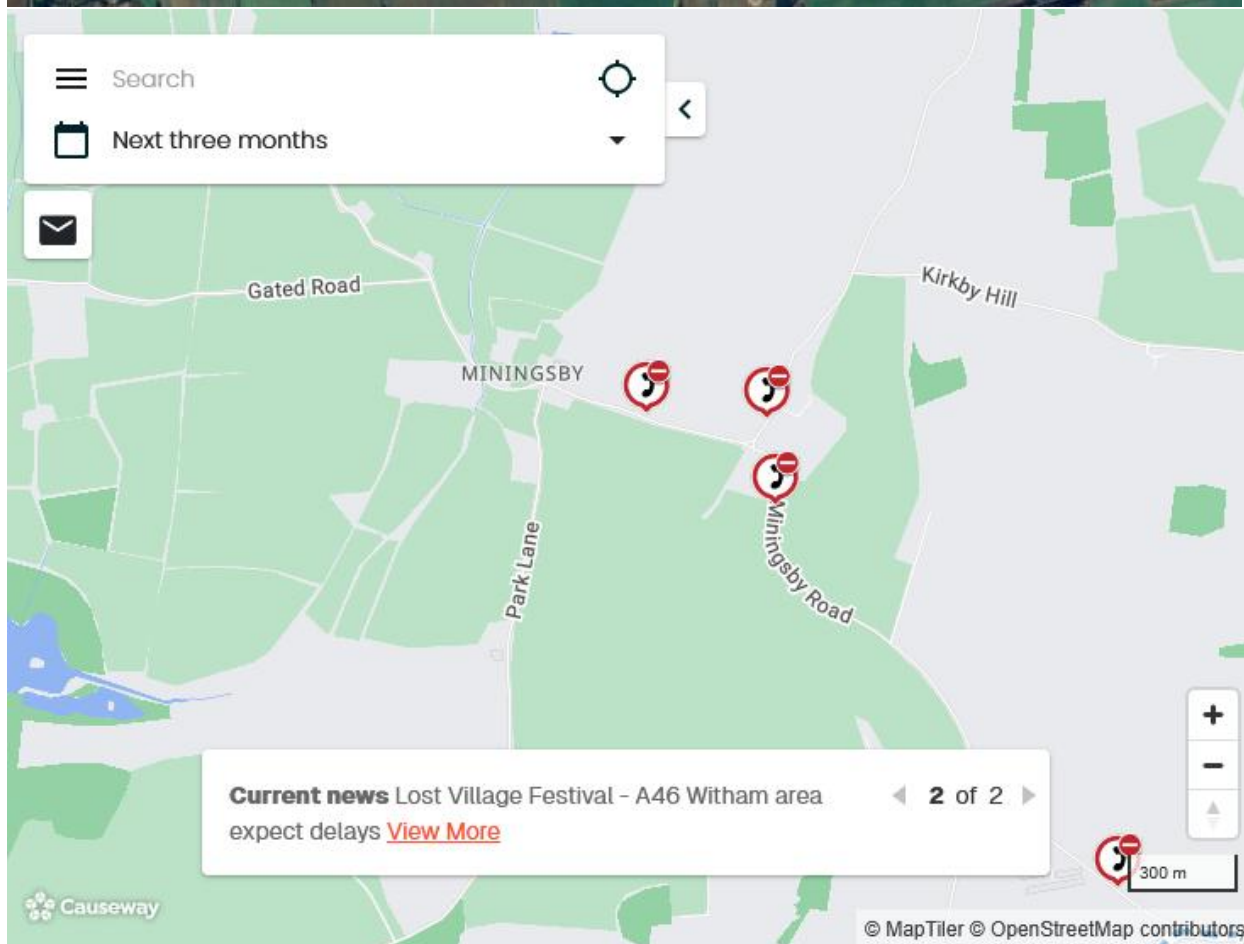 Search
Next three months
Gated Road
Kirkby Hill
MININGSBY
Park Lane
Miningsby Road
Current news Lost Village Festival - A46 Witham area
expect delays View More
2 of 2
300 m
Causeway
© MapTiler © OpenStreetMap contributors